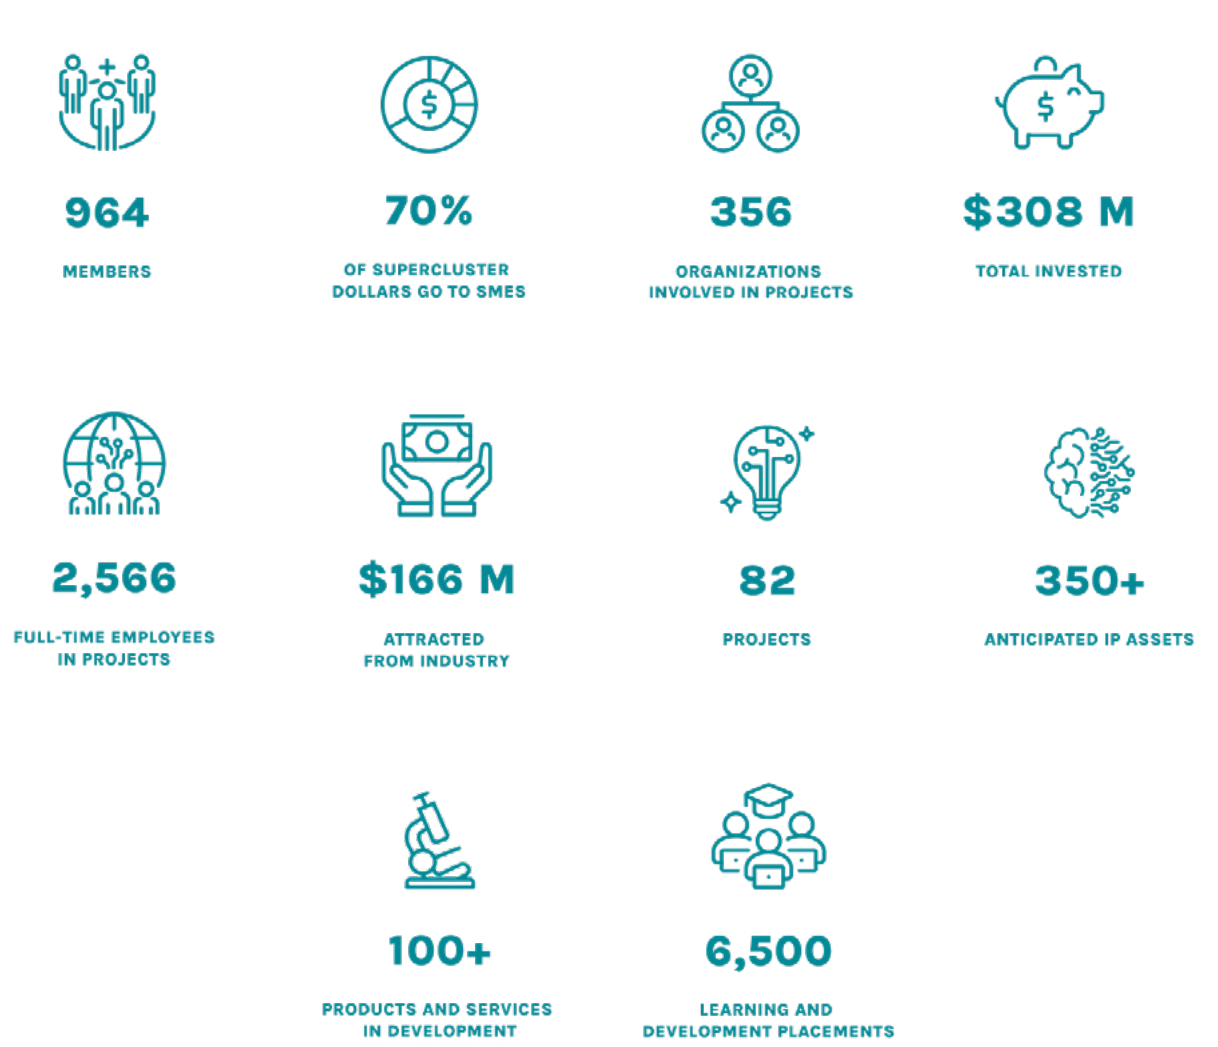 964
MEMBERS
70%
OF SUPERCLUSTER
DOLLARS GO TO SMES
356
ORGANIZATIONS
INVOLVED IN PROJECTS
$308 M
TOTAL INVESTED
2,566
FULL-TIME EMPLOYEES
IN PROJECTS
$166 M
ATTRACTED
FROM INDUSTRY
82
PROJECTS
350+
ANTICIPATED IP ASSETS
100+
PRODUCTS AND SERVICES
IN DEVELOPMENT
6,500
LEARNING AND
DEVELOPMENT PLACEMENTS